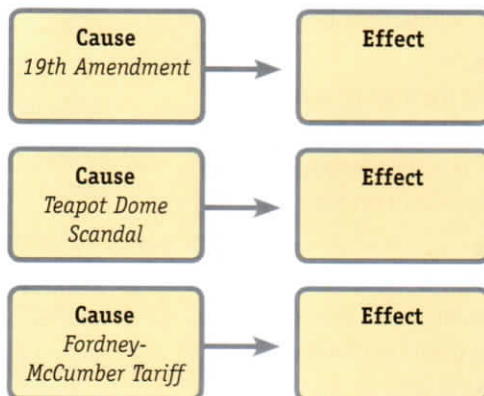 Cause
19th Amendment
Effect
Cause
Teapot Dome
Scandal
Effect
Cause
Fordney-
McCumber Tariff
Effect